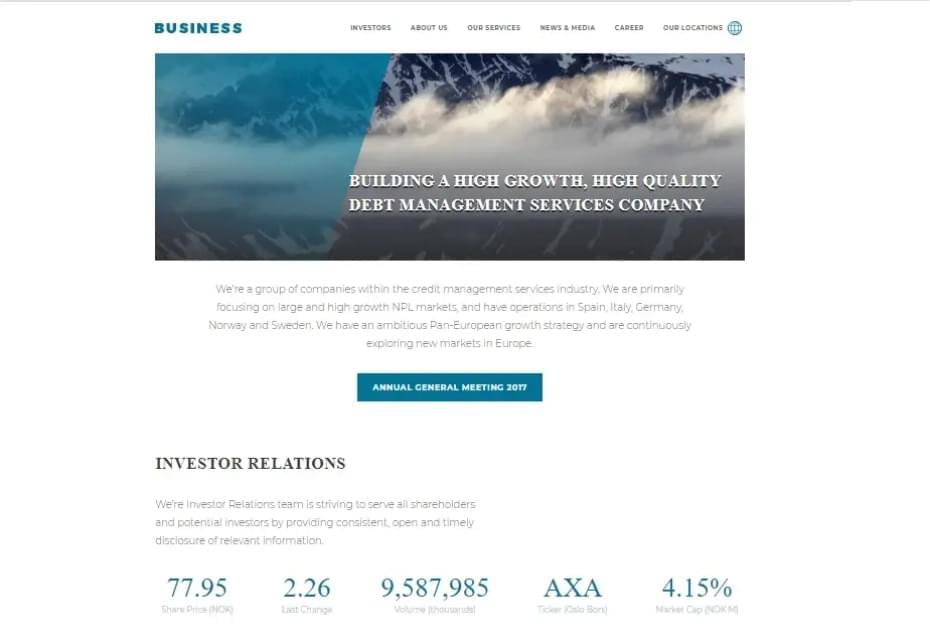 BUSINESS
INVESTORS ABOUT US OUR SERVICES NEWS & MEDIA CAREER OUR LOCATIONS
BUILDING A HIGH GROWTH, HIGH QUALITY
DEBT MANAGEMENT SERVICES COMPANY
We're a group of companies within the credit management services industry. We are primarily
focusing on large and high growth NPL markets, and have operations in Spain, Italy, Germany,
Norway and Sweden. We have an ambitious Pan-European growth strategy and are continuously
exploring new markets in Europe.
ANNUAL GENERAL MEETING 2017
INVESTOR RELATIONS
We're Investor Relations team is striving to serve all shareholders
and potential investors by providing consistent, open and timely
disclosure of relevant information.
77.95 2.26 9,587,985 AXA 4.15%
Share Price (NOK) Last Change Volume (thousands) Ticker (Oslo Bors) Market Cap (NOK M)